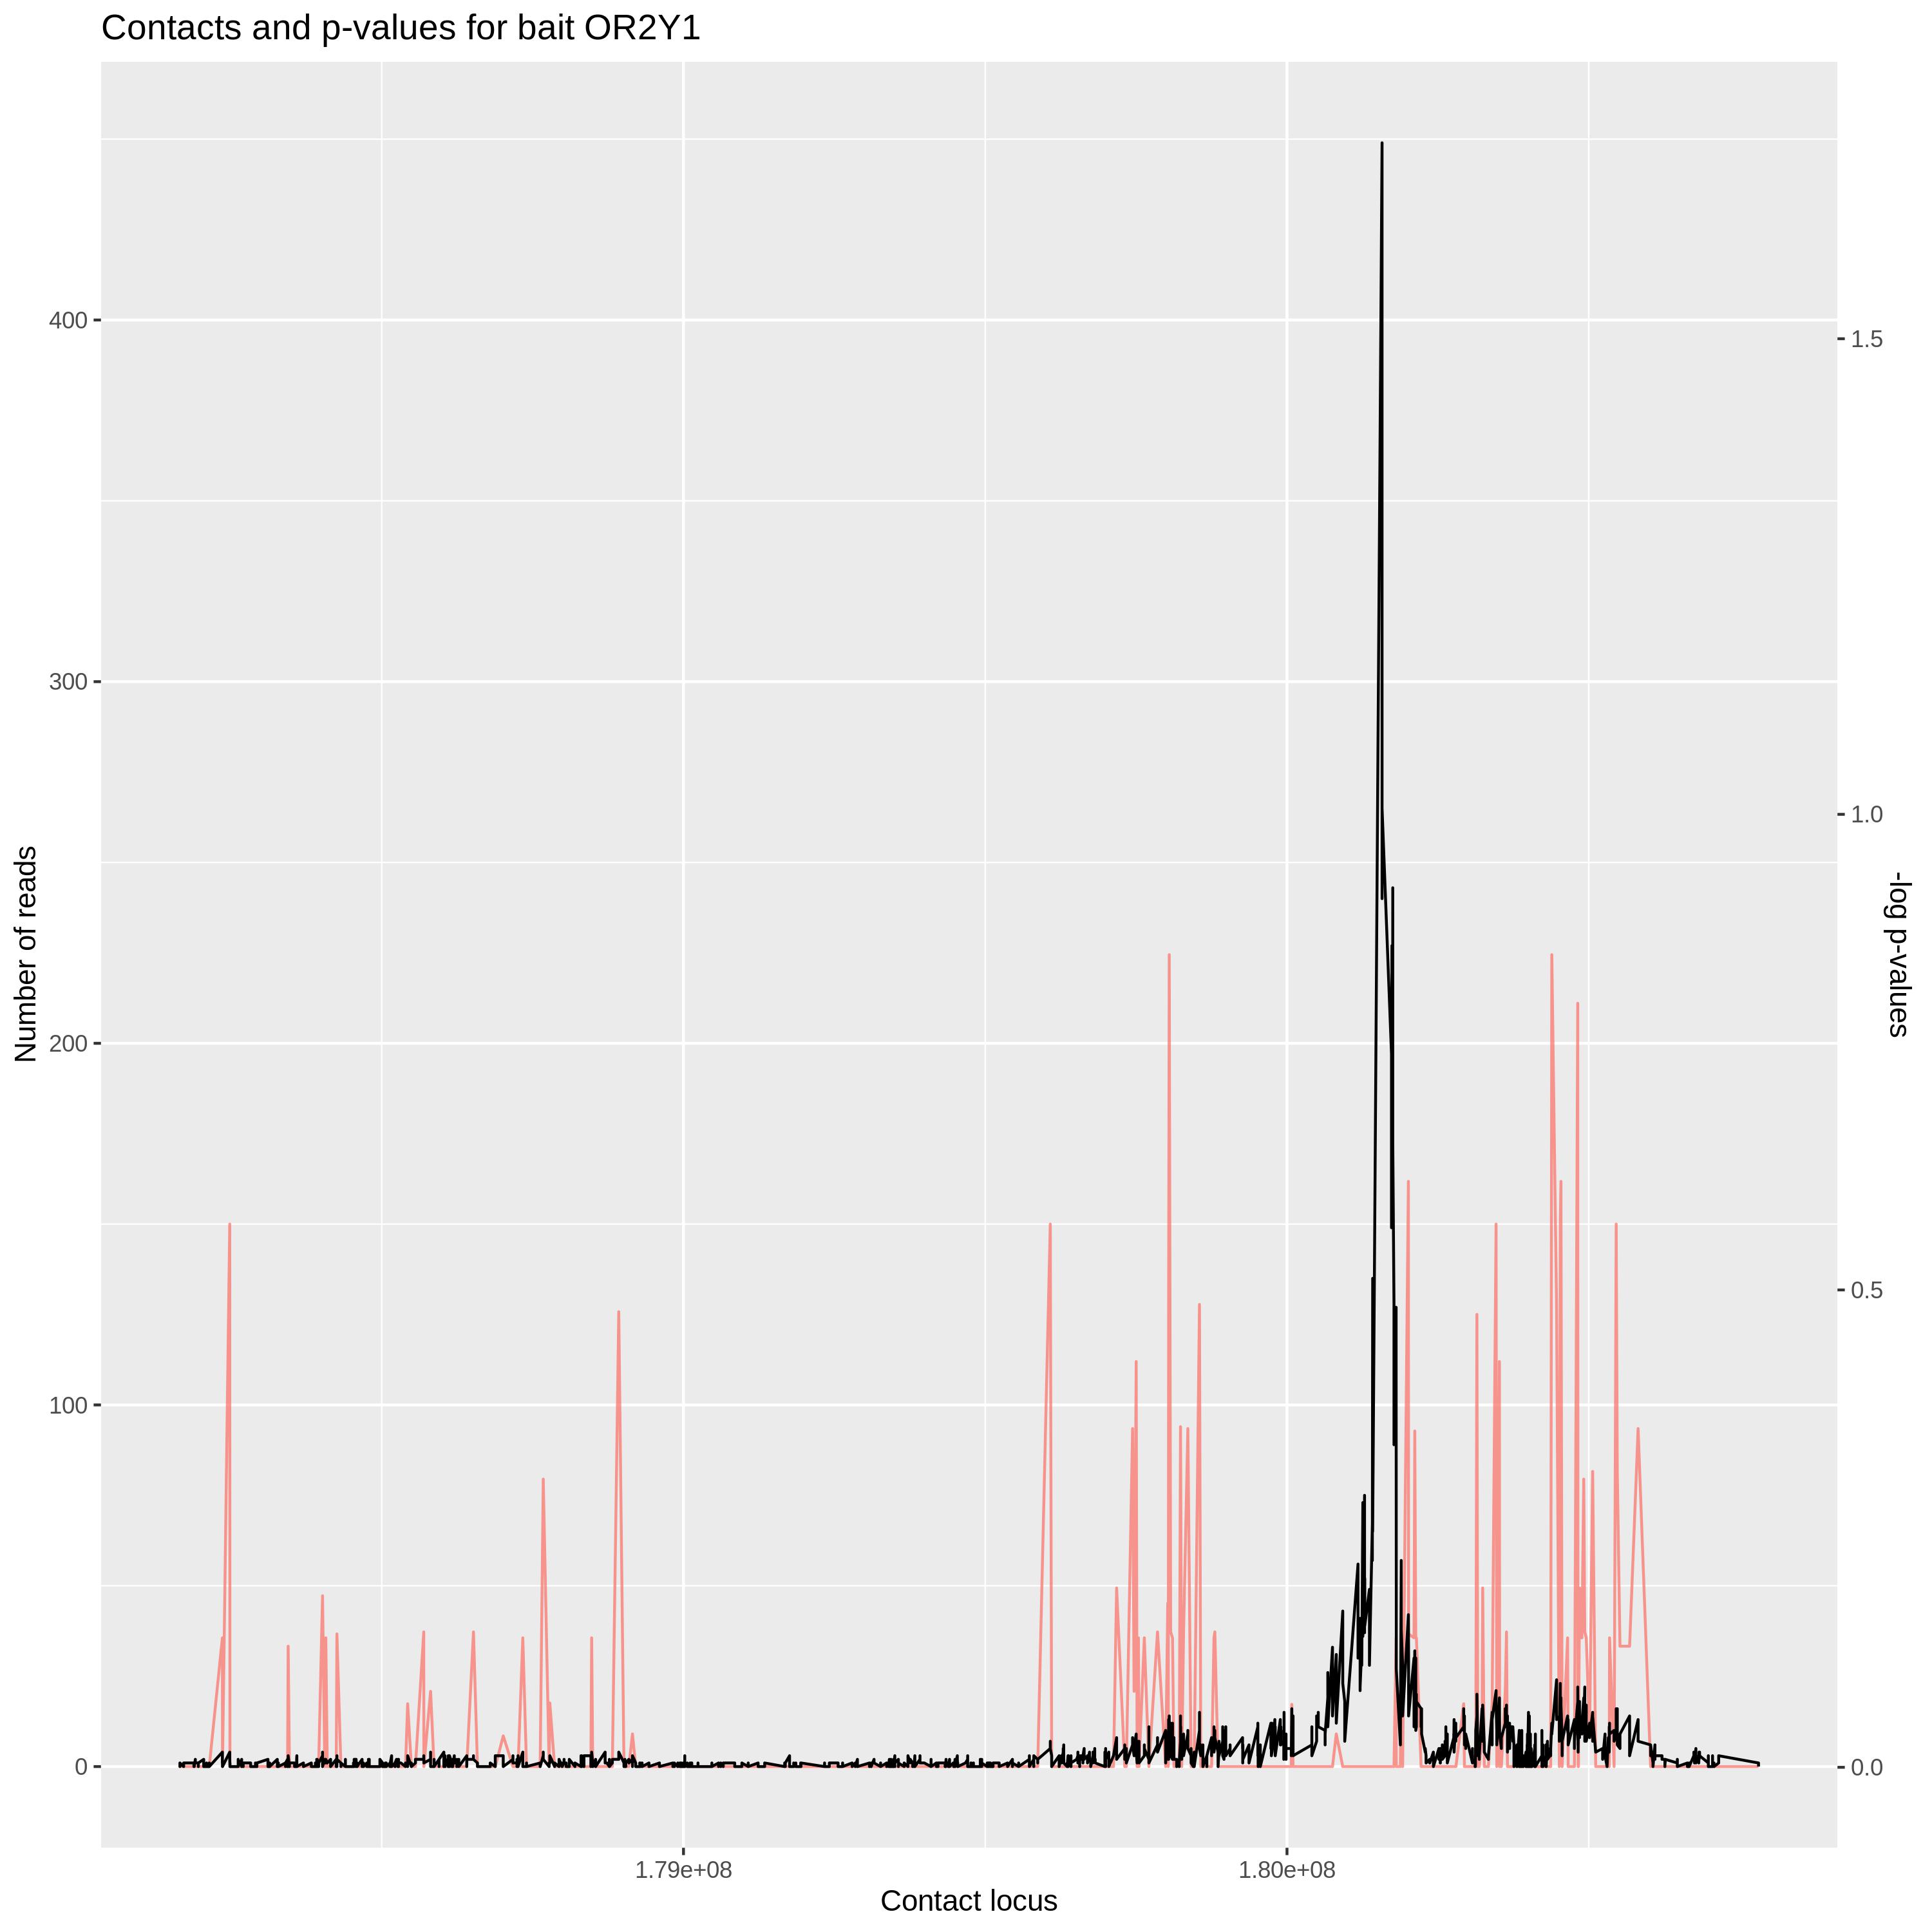 Contacts and p-values for bait OR2Y1
400
300
200
100
0
Number of reads
1.5
1.0
0.5
0.0
-log p-values
1.79e+08
1.80e+08
Contact locus